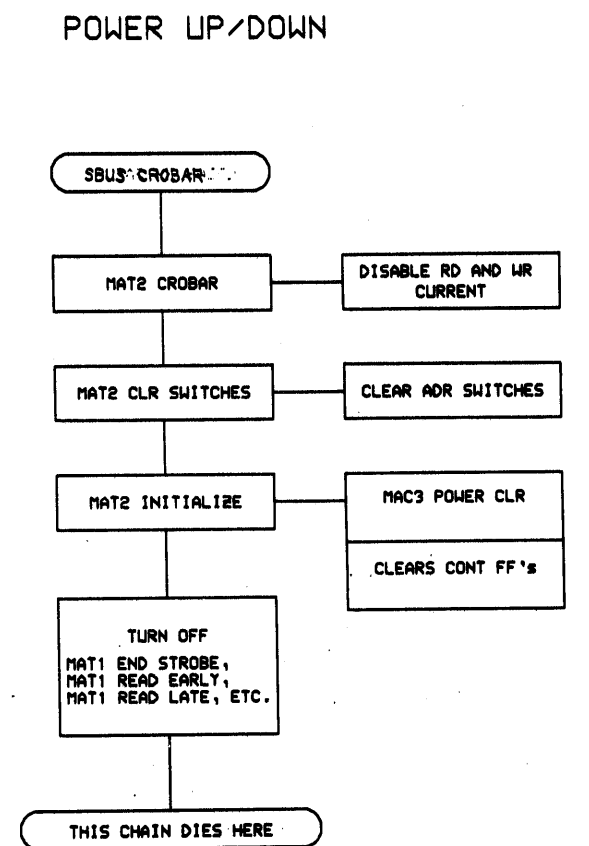 POWER UP/DOWN
SBUS CROBAR
MAT2 CROBAR
DISABLE RD AND WR
CURRENT
MAT2 CLR SWITCHES
CLEAR ADR SWITCHES
MAT2 INITIALIZE
MAC3 POWER CLR
CLEARS CONT FF's
TURN OFF
MAT1 END STROBE,
MAT1 READ EARLY,
MAT1 READ LATE, ETC.
THIS CHAIN DIES HERE